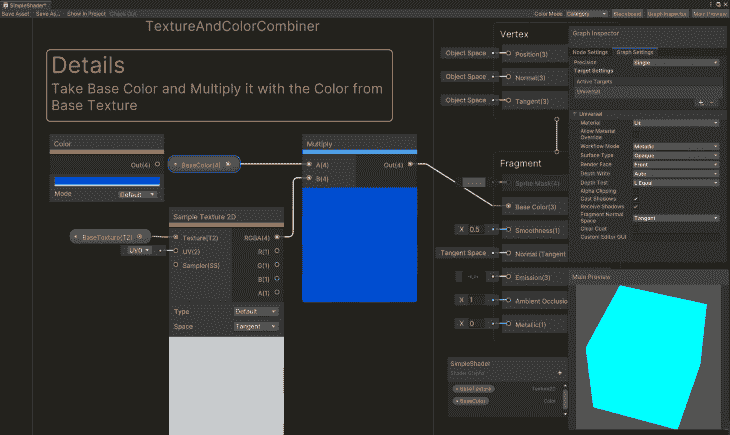 SimpleShader*
Save Asset Save As... Show In Project Check Out
Color Mode Category Blackboard Graph Inspector Main Preview
TextureAndColorCombiner
Details
Take Base Color and Multiply it with the Color from
Base Texture
Color
Out(4)
Mode Default
BaseColor(4)
Multiply
A(4) Out(4)
B(4)
BaseTexture(T2)
UV0
Sample Texture 2D
Texture(T2) RGBA(4)
UV(2) R(1)
Sampler(SS) G(1)
B(1)
A(1)
Type Default
Space Tangent
Vertex
Object Space Position(3)
Object Space Normal(3)
Object Space Tangent(3)
Fragment
Sprite Mask(4)
Base Color(3)
X 0.5 Smoothness(1)
Tangent Space Normal (Tangent
Emission(3)
X 1 Ambient Occlusion
X 0 Metallic(1)
SimpleShader
BaseTexture Texture2D
BaseColor Color
Graph Inspector
Node Settings Graph Settings
Precision Single
Target Settings
Active Targets
Universal
Universal
Material Lit
Allow Material
Override
Workflow Mode Metallic
Surface Type Opaque
Render Face Front
Depth Write Auto
Depth Test L Equal
Alpha Clipping
Cast Shadows
Receive Shadows
Fragment Normal
Space Tangent
Clear Coat
Custom Editor GUI
Main Preview